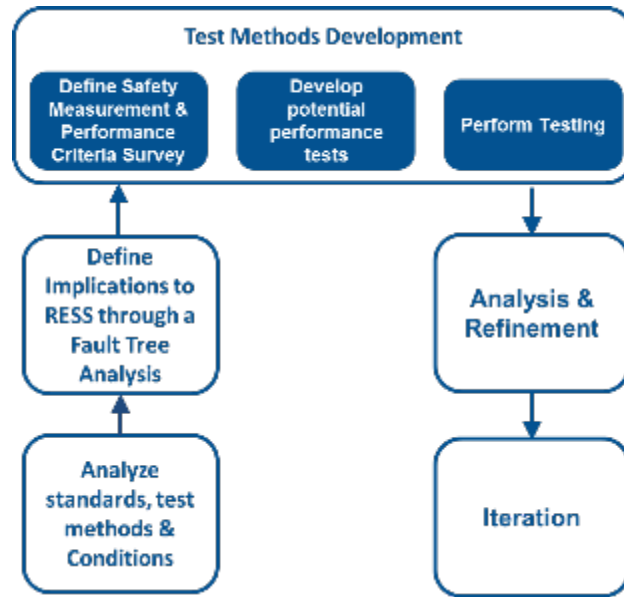 Test Methods Development
Define Safety
Measurement &
Performance
Criteria Survey
Develop
potential
performance
tests
Perform Testing
Define
Implications to
RESS through a
Fault Tree
Analysis
Analysis &
Refinement
Analyze
standards, test
methods &
Conditions
Iteration